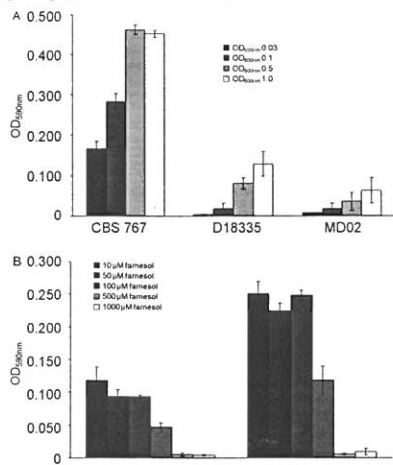 A
0.500
0.400
0.300
0.200
0.100
0
OD590nm
OD600nm 0.03
OD600nm 0.1
OD600nm 0.5
OD600nm 1.0
CBS 767
D18335
MD02
B
0.300
0.250
0.200
0.150
0.100
0.050
0
OD590nm
10 µM farnesol
50 µM farnesol
100 µM farnesol
500 µM farnesol
1000 µM farnesol